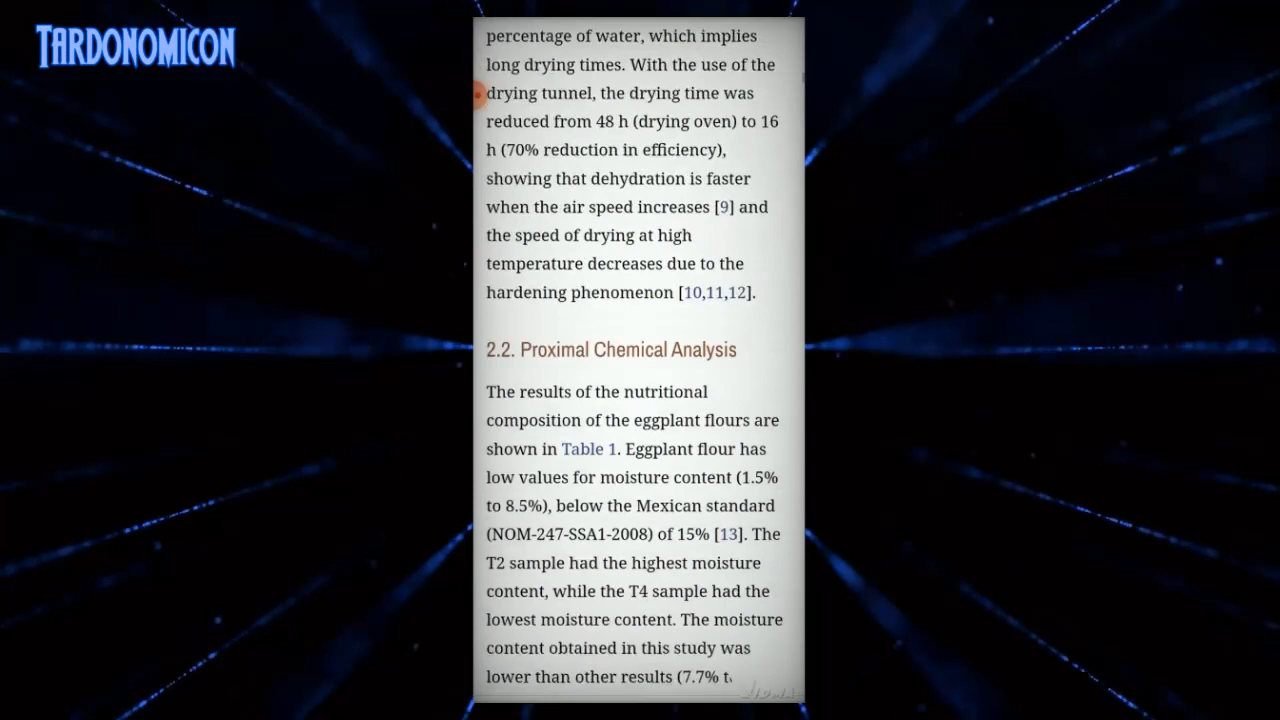 TARDONOMICON
percentage of water, which implies
long drying times. With the use of the
drying tunnel, the drying time was
reduced from 48 h (drying oven) to 16
h (70% reduction in efficiency),
showing that dehydration is faster
when the air speed increases [9] and
the speed of drying at high
temperature decreases due to the
hardening phenomenon [10,11,12].
2.2. Proximal Chemical Analysis
The results of the nutritional
composition of the eggplant flours are
shown in Table 1. Eggplant flour has
low values for moisture content (1.5%
to 8.5%), below the Mexican standard
(NOM-247-SSA1-2008) of 15% [13]. The
T2 sample had the highest moisture
content, while the T4 sample had the
lowest moisture content. The moisture
content obtained in this study was
lower than other results (7.7%